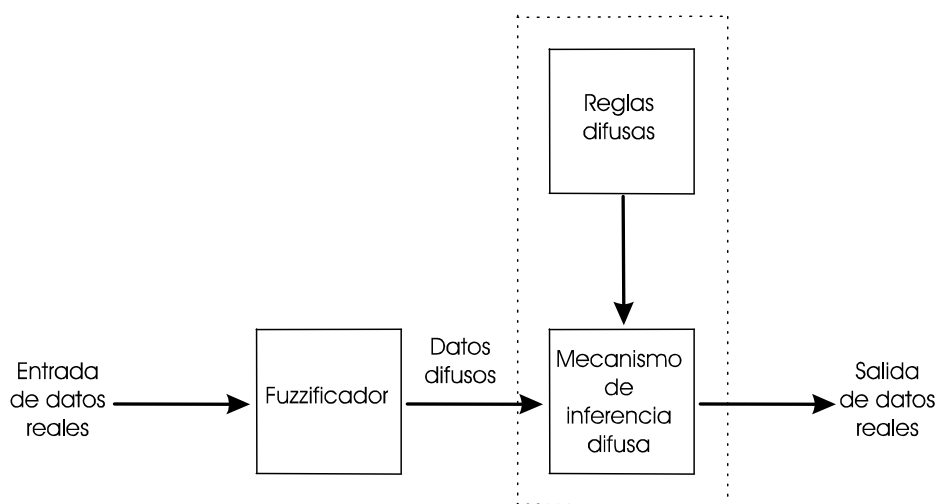 Reglas
difusas
Entrada
de datos
reales
Fuzzificador
Datos
difusos
Mecanismo
de
inferencia
difusa
Salida
de datos
reales